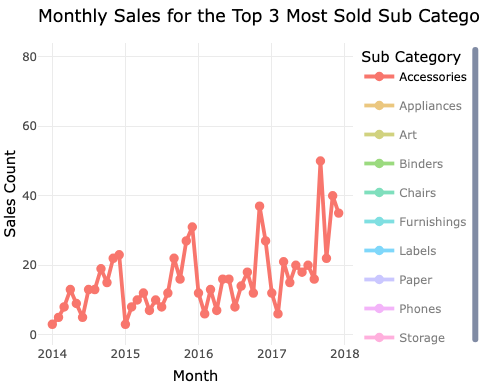 Monthly Sales for the Top 3 Most Sold Sub Catego
80
60
40
20
0
Sales Count
2014
2015
2016
2017
2018
Month
Sub Category
Accessories
Appliances
Art
Binders
Chairs
Furnishings
Labels
Paper
Phones
Storage